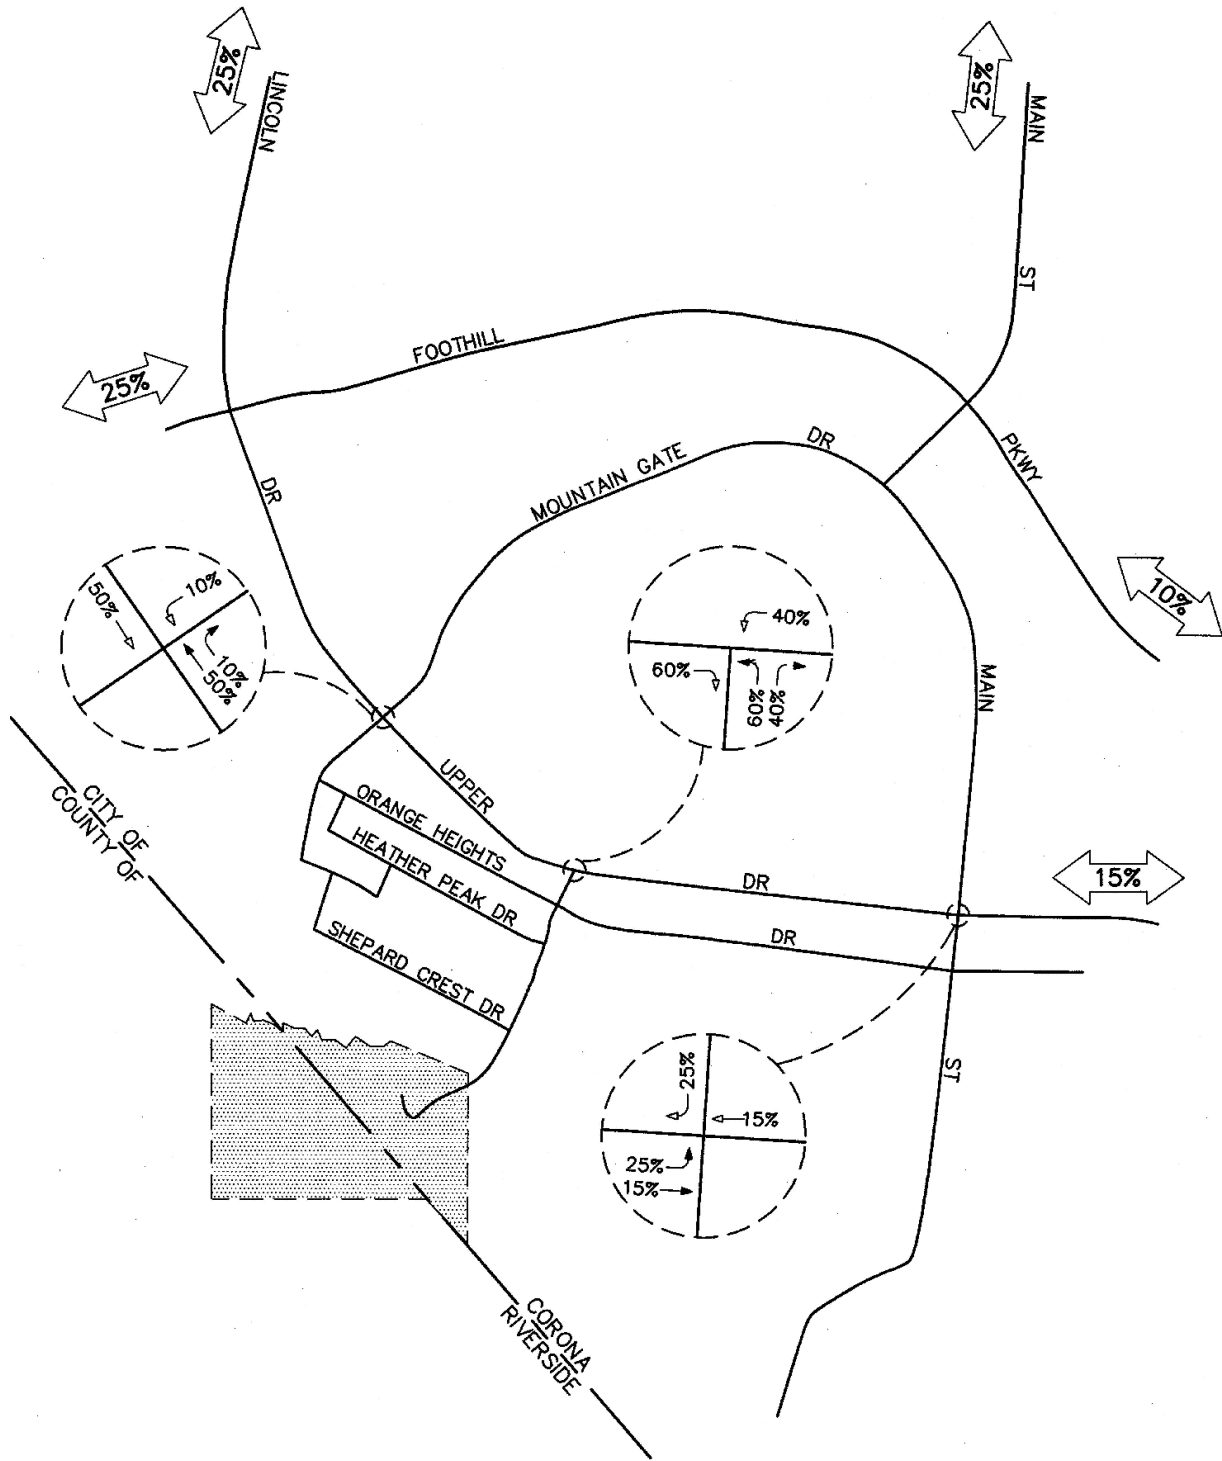 25%
LINCOLN
25%
MAIN
ST
FOOTHILL
25%
DR
PKWY
MOUNTAIN GATE
DR
10%
50%
10%
10%
50%
40%
60%
60%
40%
MAIN
UPPER
CITY OF
COUNTY OF
ORANGE HEIGHTS
HEATHER PEAK DR
DR
15%
DR
SHEPARD CREST DR
ST
25%
15%
25%
15%
CORONA
RIVERSIDE